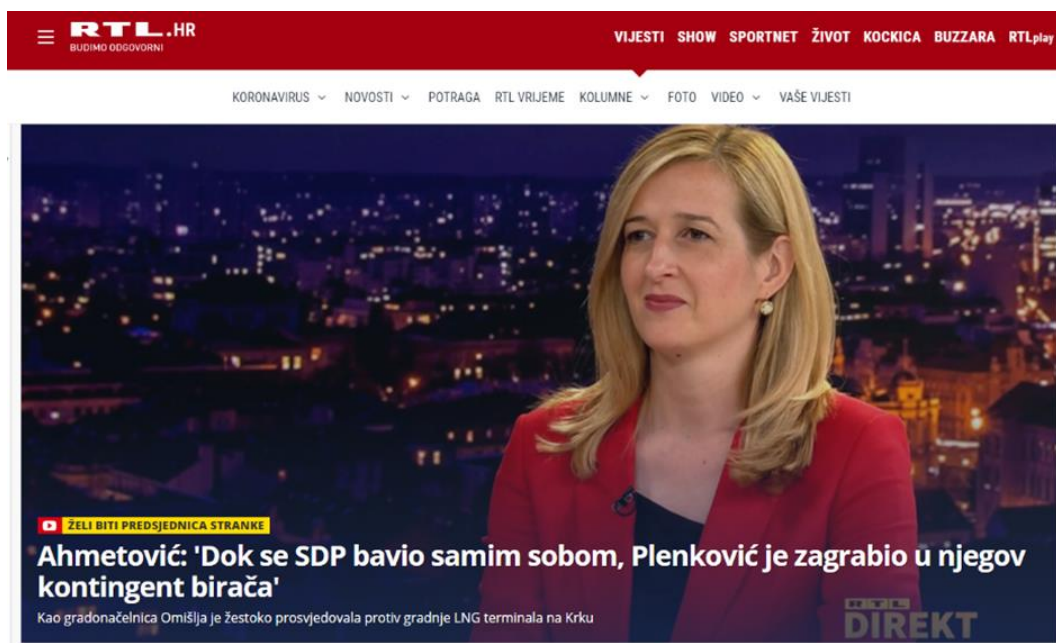 RTL.HR
BUDIMO ODGOVORNI
VIJESTI SHOW SPORTNET ŽIVOT KOCKICA BUZZARA RTLplay
KORONAVIRUS NOVOSTI POTRAGA RTL VRIJEME KOLUMNE FOTO VIDEO VAŠE VIJESTI
ŽELI BITI PREDSJEDNICA STRANKE
Ahmetović: 'Dok se SDP bavio samim sobom, Plenković je zagrabio u njegov
kontingent birača'
Kao gradonačelnica Omišlja je žestoko prosvjedovala protiv gradnje LNG terminala na Krku
RTL
DIREKT